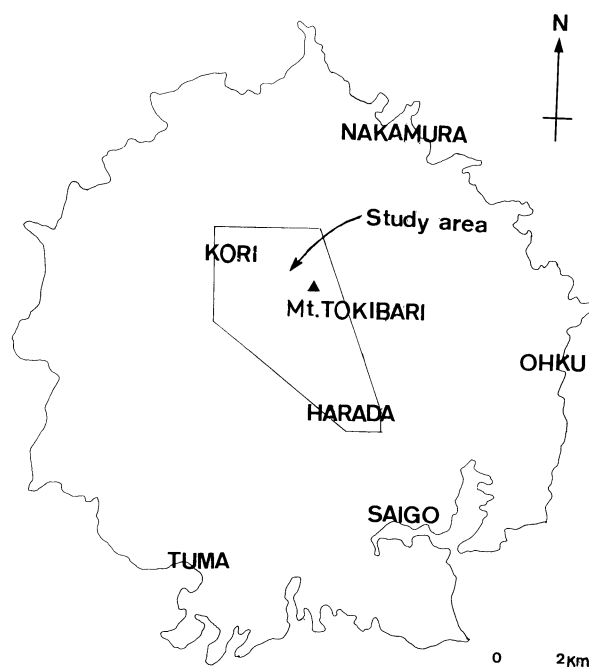 N
NAKAMURA
Study area
KORI
Mt.TOKIBARI
OHKU
HARADA
SAIGO
TUMA
0 2Km